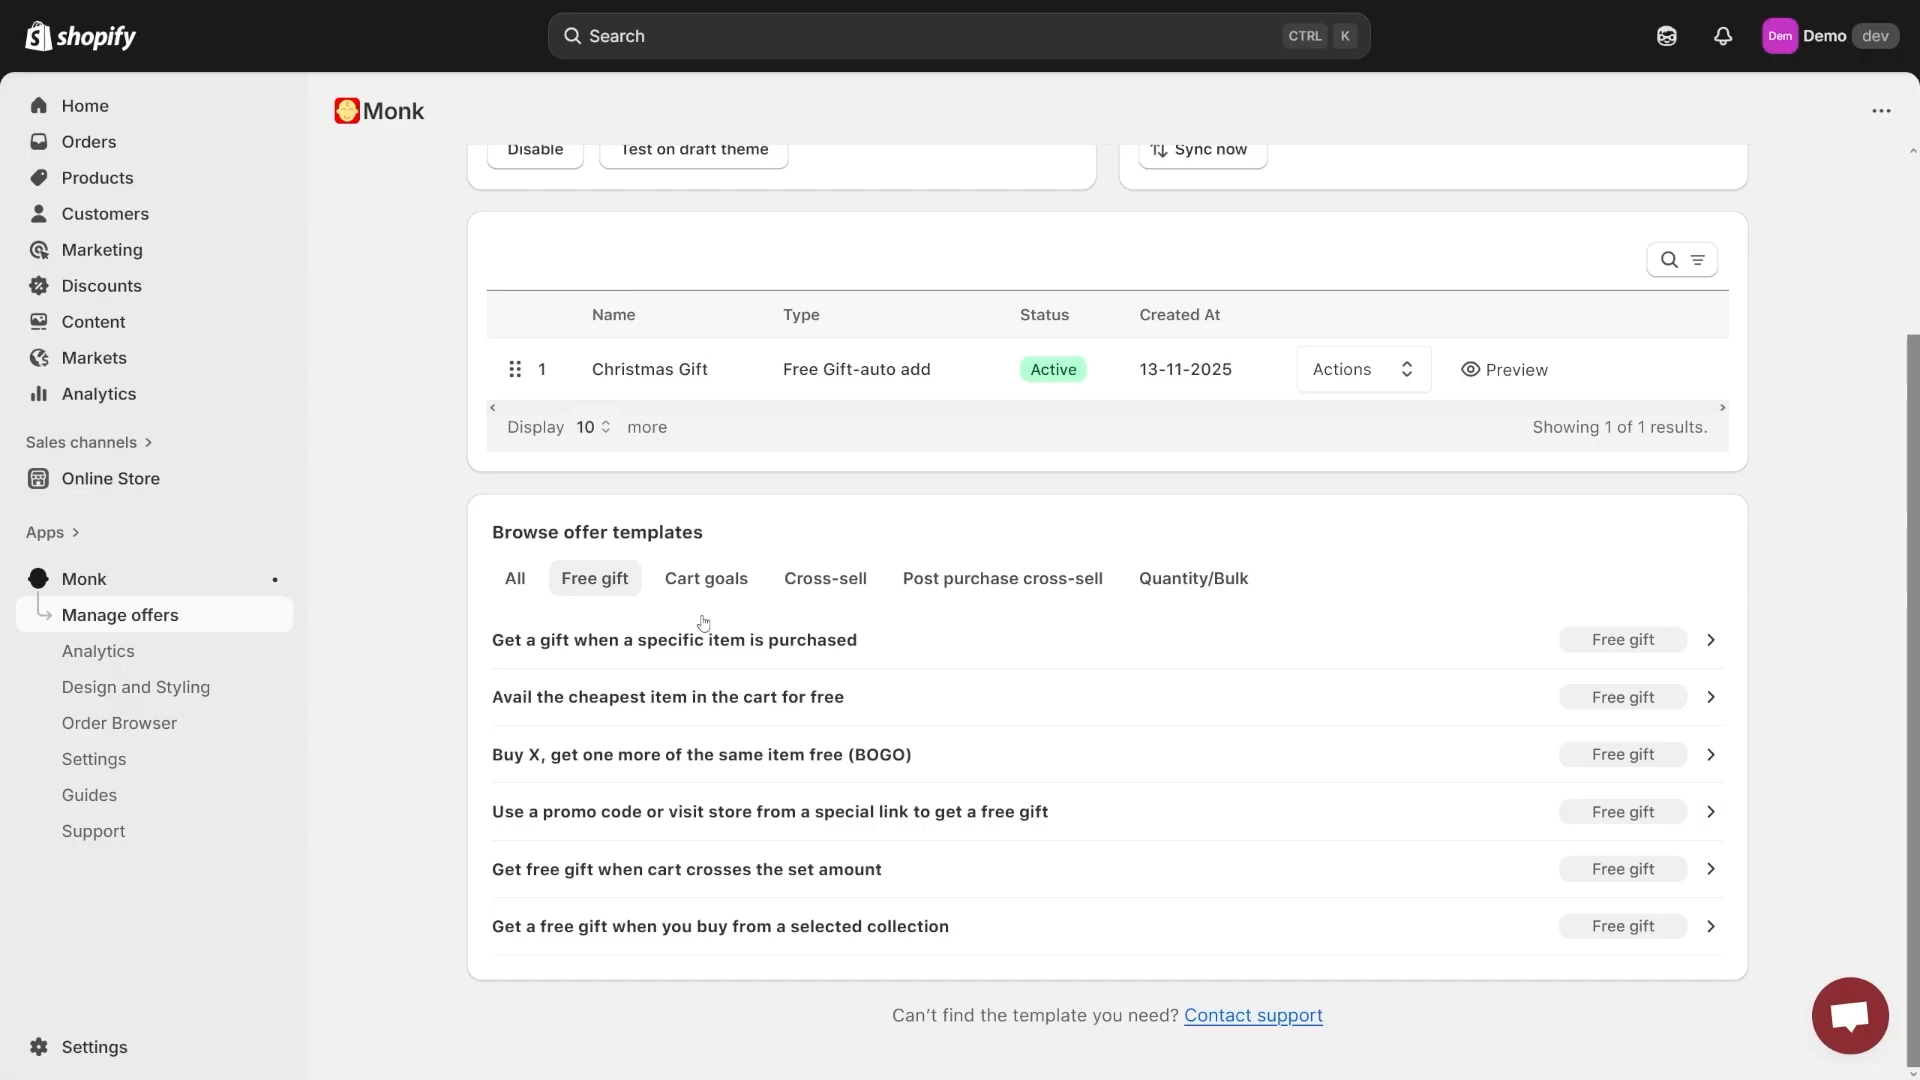 shopify
Search
CTRL K
Dem
Demo
dev
Home
Orders
Products
Customers
Marketing
Discounts
Content
Markets
Analytics
Sales channels
Online Store
Apps
Monk
Manage offers
Analytics
Design and Styling
Order Browser
Settings
Guides
Support
Settings
Monk
Disable
Test on draft theme
Sync now
Name Type Status Created At
1 Christmas Gift Free Gift-auto add Active 13-11-2025 Actions Preview
Display 10 more
Showing 1 of 1 results.
Browse offer templates
All Free gift Cart goals Cross-sell Post purchase cross-sell Quantity/Bulk
Get a gift when a specific item is purchased Free gift
Avail the cheapest item in the cart for free Free gift
Buy X, get one more of the same item free (BOGO) Free gift
Use a promo code or visit store from a special link to get a free gift Free gift
Get free gift when cart crosses the set amount Free gift
Get a free gift when you buy from a selected collection Free gift
Can't find the template you need? Contact support